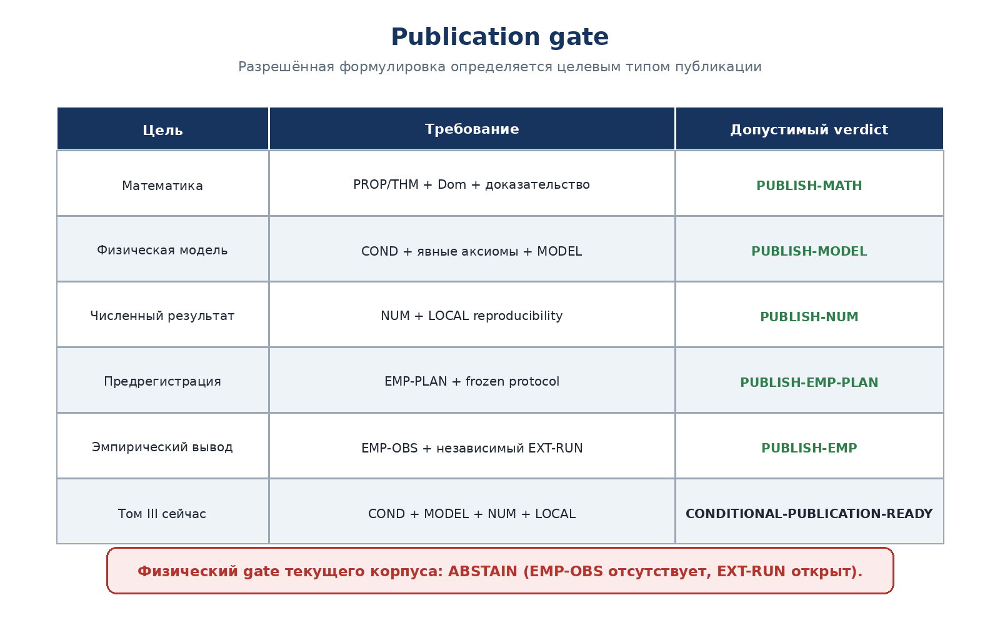 Publication gate
Разрешённая формулировка определяется целевым типом публикации
Цель Требование Допустимый verdict
Математика PROP/THM + Dom + доказательство PUBLISH-MATH
Физическая модель COND + явные аксиомы + MODEL PUBLISH-MODEL
Численный результат NUM + LOCAL reproducibility PUBLISH-NUM
Предрегистрация EMP-PLAN + frozen protocol PUBLISH-EMP-PLAN
Эмпирический вывод EMP-OBS + независимый EXT-RUN PUBLISH-EMP
Том III сейчас COND + MODEL + NUM + LOCAL CONDITIONAL-PUBLICATION-READY
Физический gate текущего корпуса: ABSTAIN (EMP-OBS отсутствует, EXT-RUN открыт).